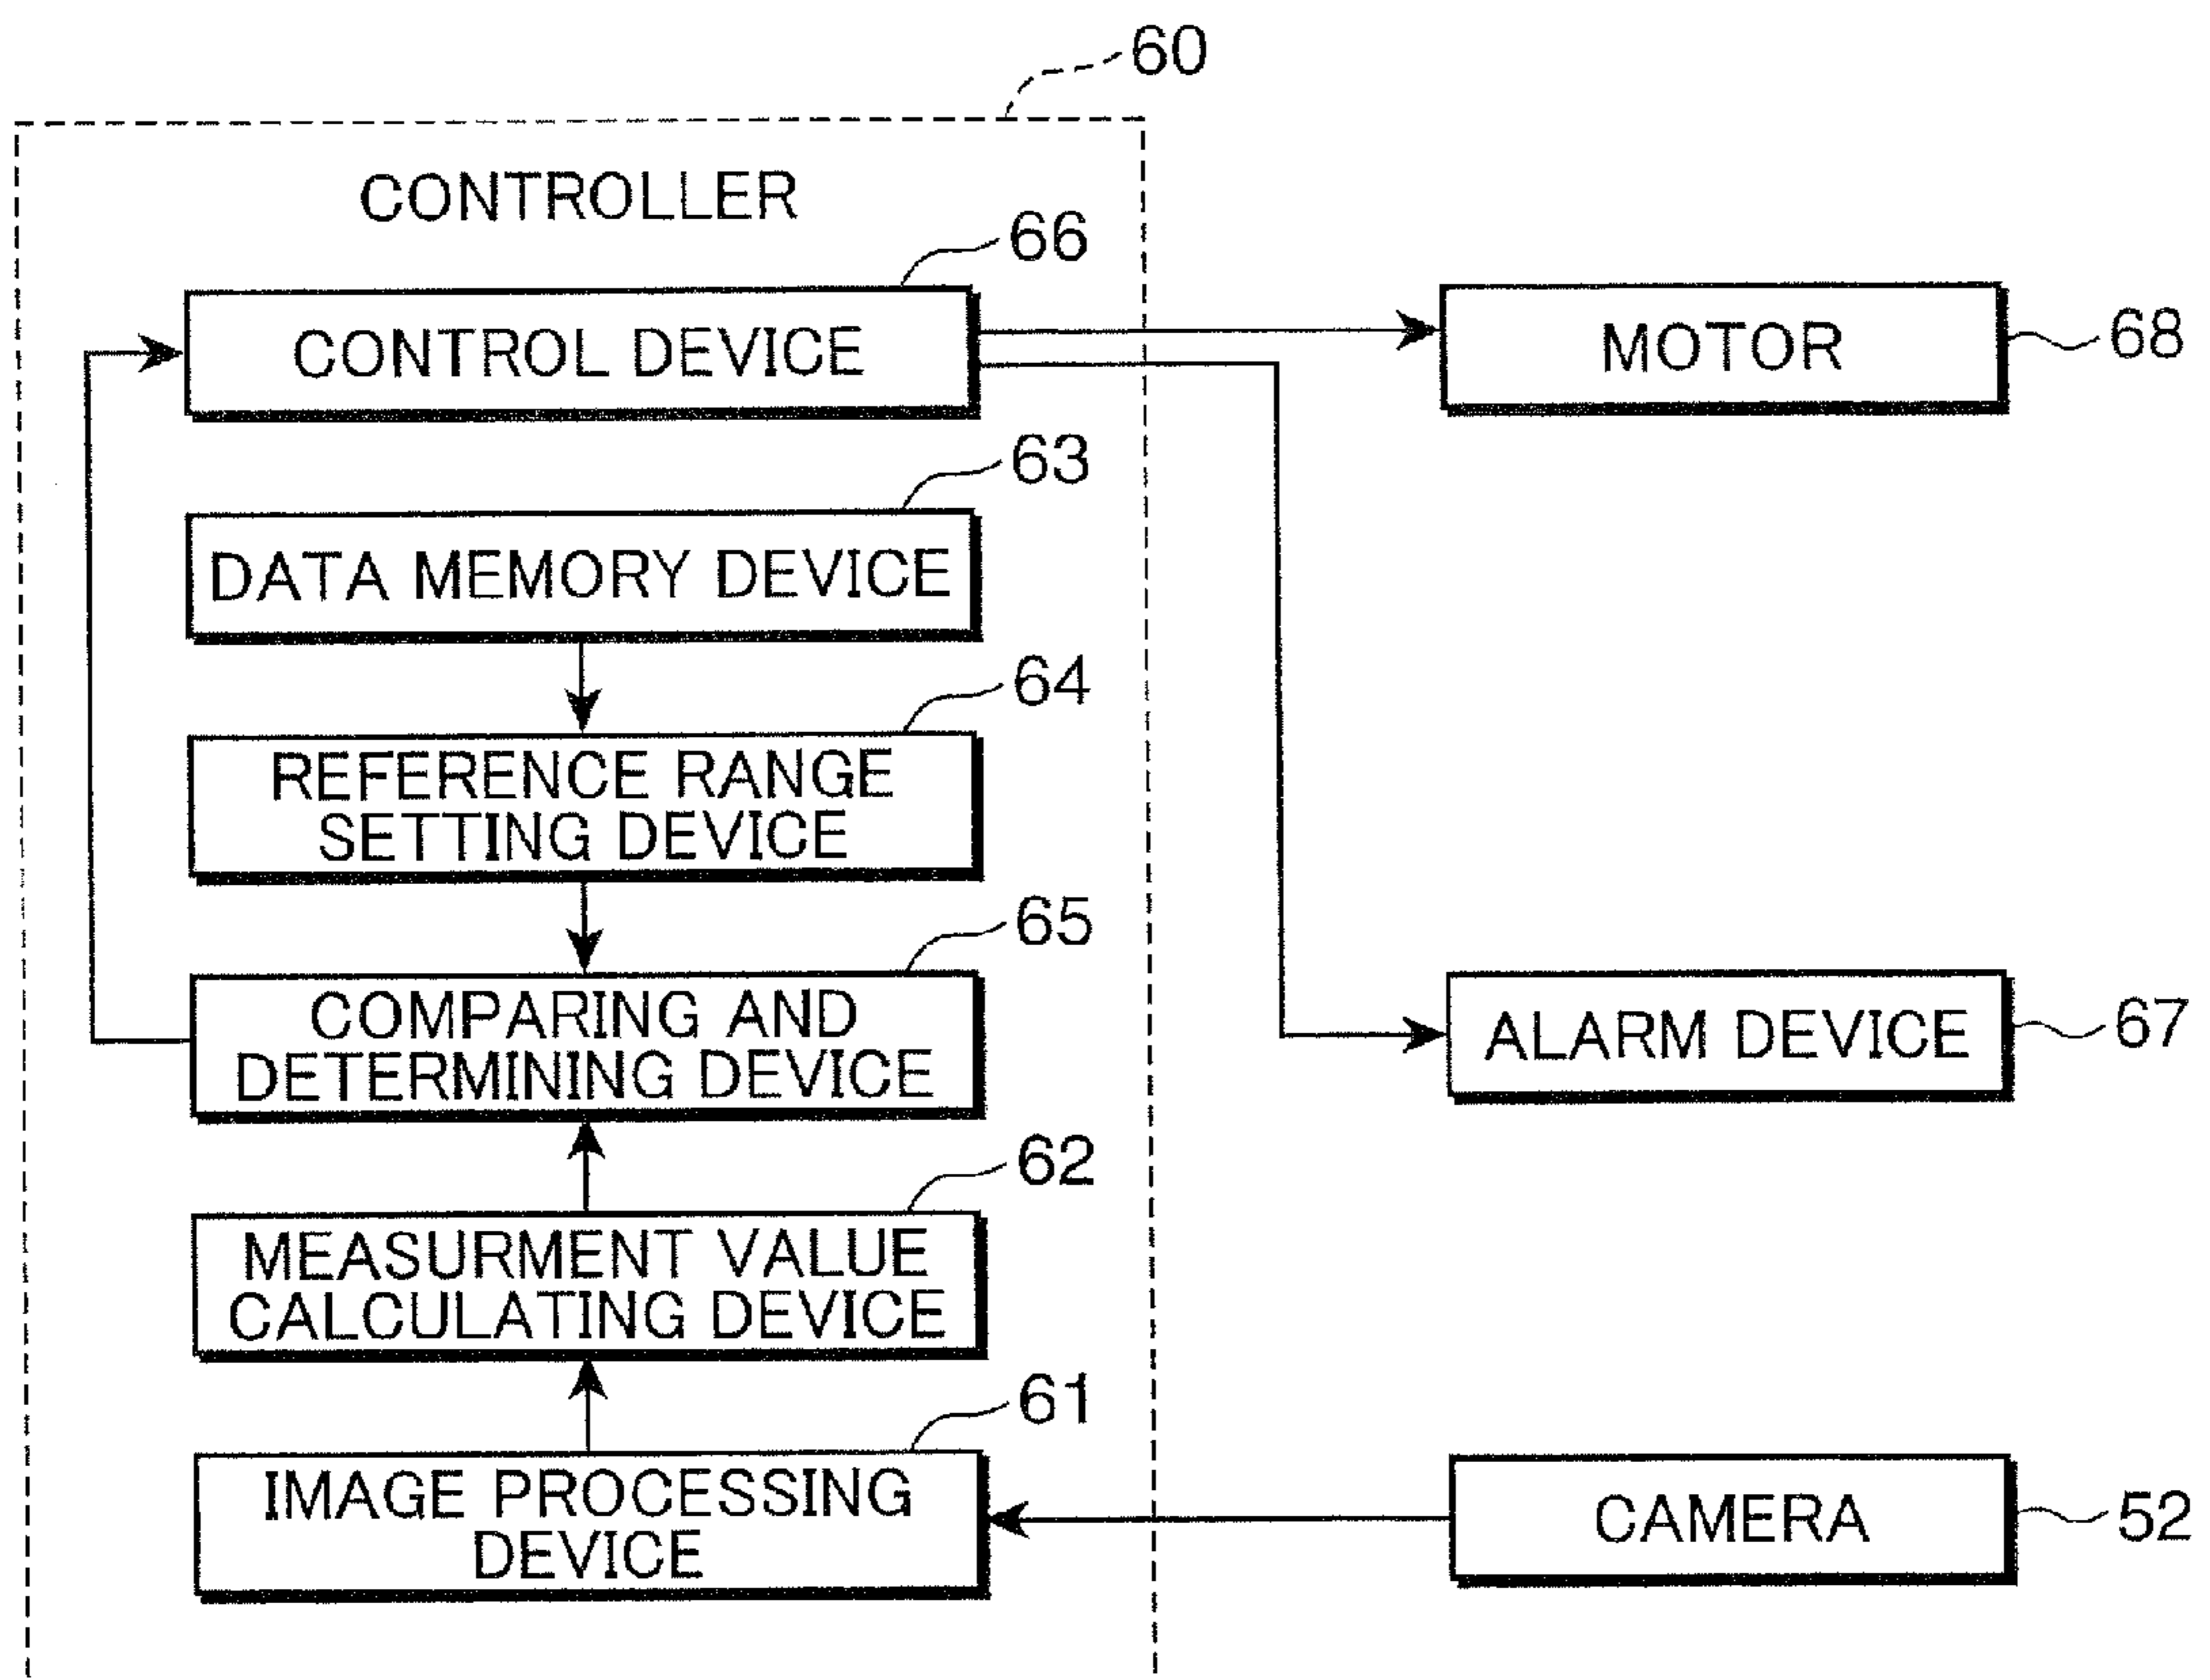 60
CONTROLLER
66
CONTROL DEVICE
MOTOR
68
63
DATA MEMORY DEVICE
64
REFERENCE RANGE
SETTING DEVICE
65
COMPARING AND
DETERMINING DEVICE
ALARM DEVICE
67
62
MEASURMENT VALUE
CALCULATING DEVICE
61
IMAGE PROCESSING
DEVICE
CAMERA
52